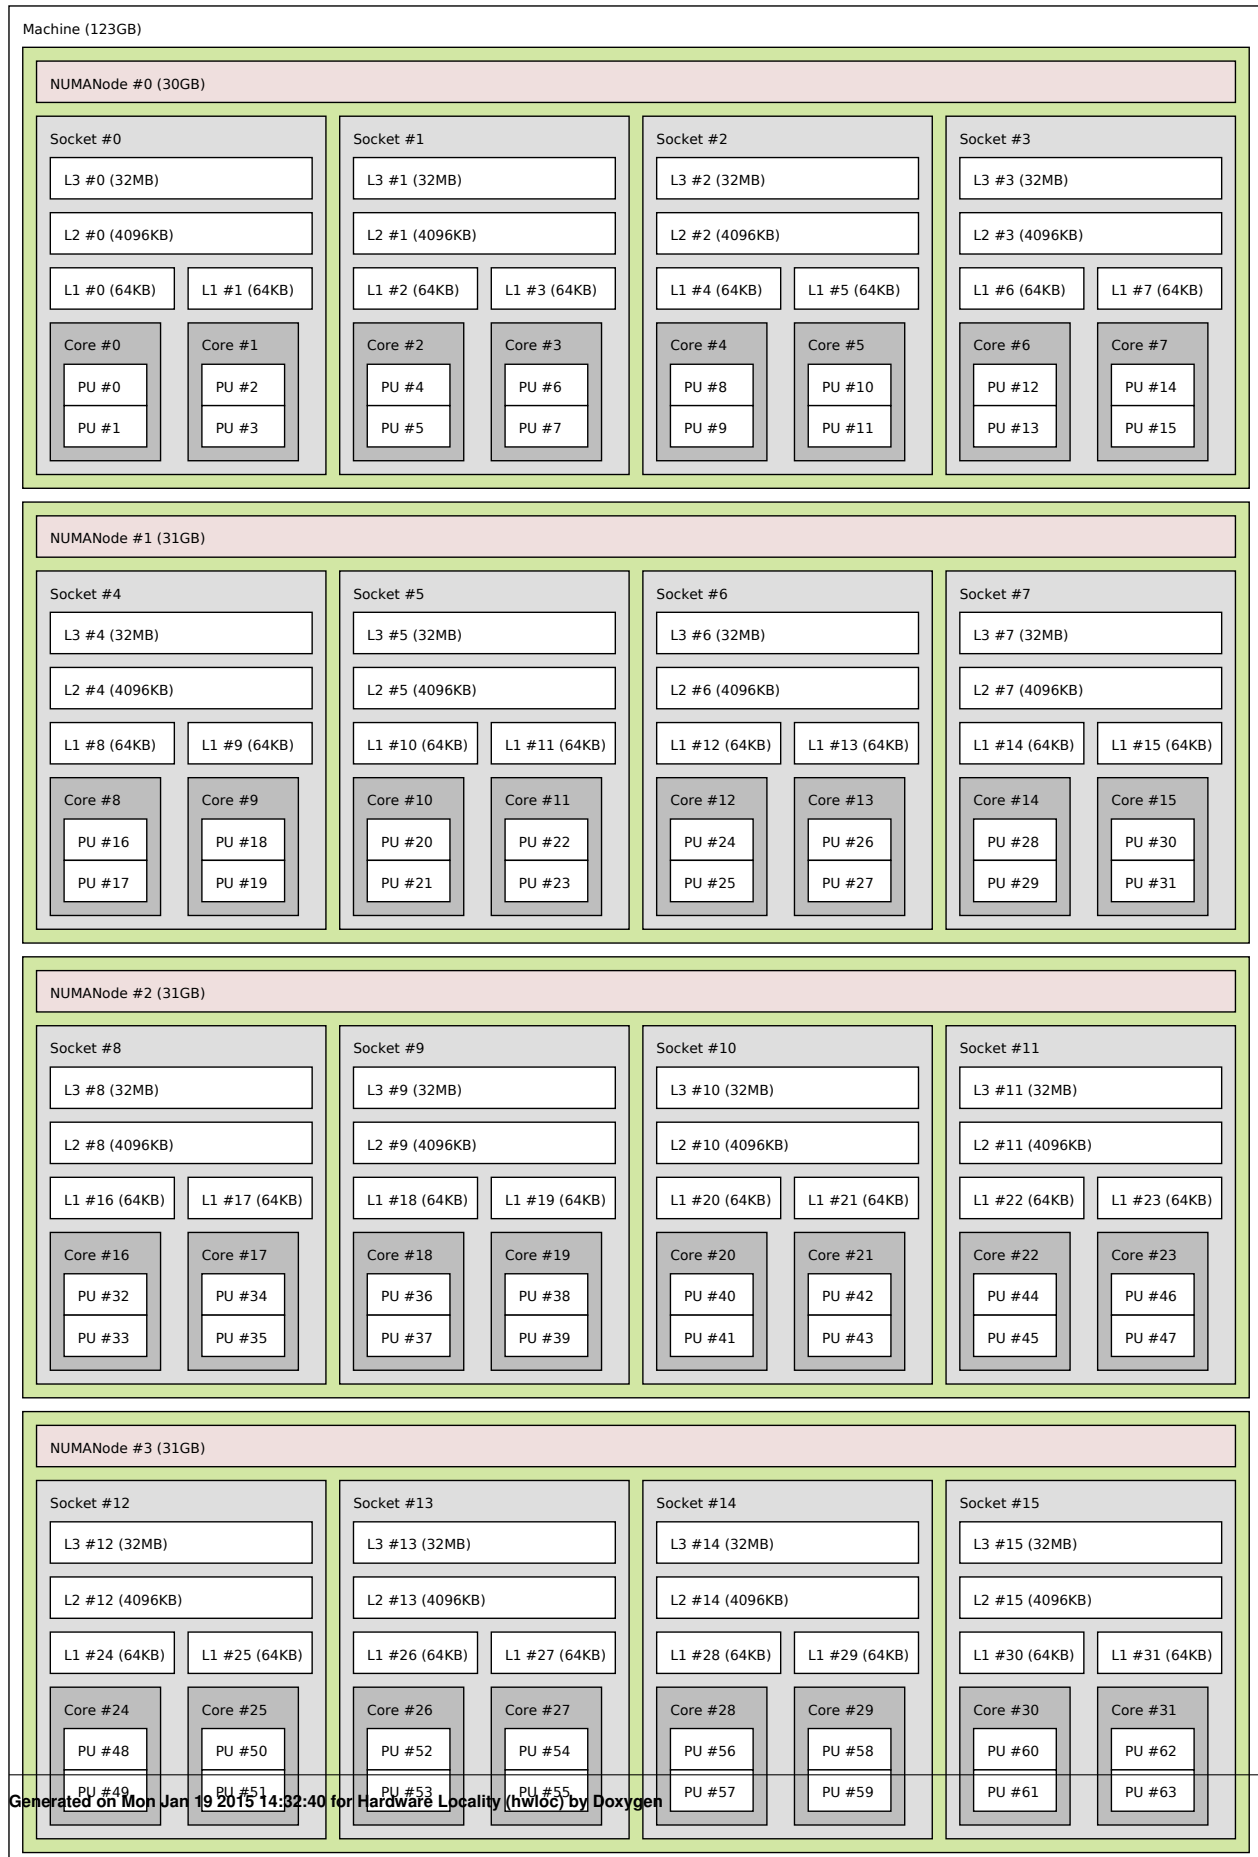 Machine (123GB)
NUMANode #0 (30GB)
Socket #0 Socket #1 Socket #2 Socket #3
L3 #0 (32MB) L3 #1 (32MB) L3 #2 (32MB) L3 #3 (32MB)
L2 #0 (4096KB) L2 #1 (4096KB) L2 #2 (4096KB) L2 #3 (4096KB)
L1 #0 (64KB) L1 #1 (64KB) L1 #2 (64KB) L1 #3 (64KB) L1 #4 (64KB) L1 #5 (64KB) L1 #6 (64KB) L1 #7 (64KB)
Core #0 Core #1 Core #2 Core #3 Core #4 Core #5 Core #6 Core #7
PU #0 PU #2 PU #4 PU #6 PU #8 PU #10 PU #12 PU #14
PU #1 PU #3 PU #5 PU #7 PU #9 PU #11 PU #13 PU #15
NUMANode #1 (31GB)
Socket #4 Socket #5 Socket #6 Socket #7
L3 #4 (32MB) L3 #5 (32MB) L3 #6 (32MB) L3 #7 (32MB)
L2 #4 (4096KB) L2 #5 (4096KB) L2 #6 (4096KB) L2 #7 (4096KB)
L1 #8 (64KB) L1 #9 (64KB) L1 #10 (64KB) L1 #11 (64KB) L1 #12 (64KB) L1 #13 (64KB) L1 #14 (64KB) L1 #15 (64KB)
Core #8 Core #9 Core #10 Core #11 Core #12 Core #13 Core #14 Core #15
PU #16 PU #18 PU #20 PU #22 PU #24 PU #26 PU #28 PU #30
PU #17 PU #19 PU #21 PU #23 PU #25 PU #27 PU #29 PU #31
NUMANode #2 (31GB)
Socket #8 Socket #9 Socket #10 Socket #11
L3 #8 (32MB) L3 #9 (32MB) L3 #10 (32MB) L3 #11 (32MB)
L2 #8 (4096KB) L2 #9 (4096KB) L2 #10 (4096KB) L2 #11 (4096KB)
L1 #16 (64KB) L1 #17 (64KB) L1 #18 (64KB) L1 #19 (64KB) L1 #20 (64KB) L1 #21 (64KB) L1 #22 (64KB) L1 #23 (64KB)
Core #16 Core #17 Core #18 Core #19 Core #20 Core #21 Core #22 Core #23
PU #32 PU #34 PU #36 PU #38 PU #40 PU #42 PU #44 PU #46
PU #33 PU #35 PU #37 PU #39 PU #41 PU #43 PU #45 PU #47
NUMANode #3 (31GB)
Socket #12 Socket #13 Socket #14 Socket #15
L3 #12 (32MB) L3 #13 (32MB) L3 #14 (32MB) L3 #15 (32MB)
L2 #12 (4096KB) L2 #13 (4096KB) L2 #14 (4096KB) L2 #15 (4096KB)
L1 #24 (64KB) L1 #25 (64KB) L1 #26 (64KB) L1 #27 (64KB) L1 #28 (64KB) L1 #29 (64KB) L1 #30 (64KB) L1 #31 (64KB)
Core #24 Core #25 Core #26 Core #27 Core #28 Core #29 Core #30 Core #31
PU #48 PU #50 PU #52 PU #54 PU #56 PU #58 PU #60 PU #62
PU #49 PU #51 PU #53 PU #55 PU #57 PU #59 PU #61 PU #63
Generated on Mon Jan 19 2015 14:32:40 for Hardware Locality (hwloc) by Doxygen